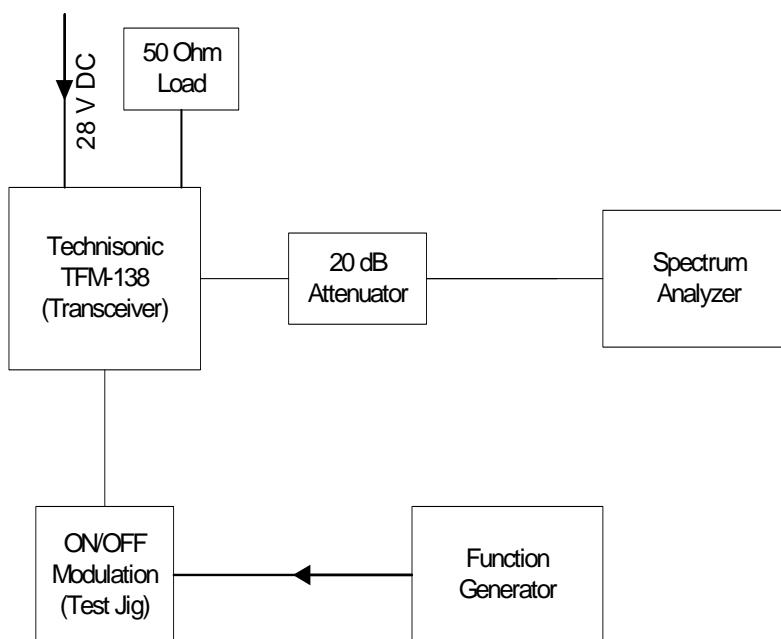 28 V DC
50 Ohm
Load
Technisonic
TFM-138
(Transceiver)
20 dB
Attenuator
Spectrum
Analyzer
ON/OFF
Modulation
(Test Jig)
Function
Generator